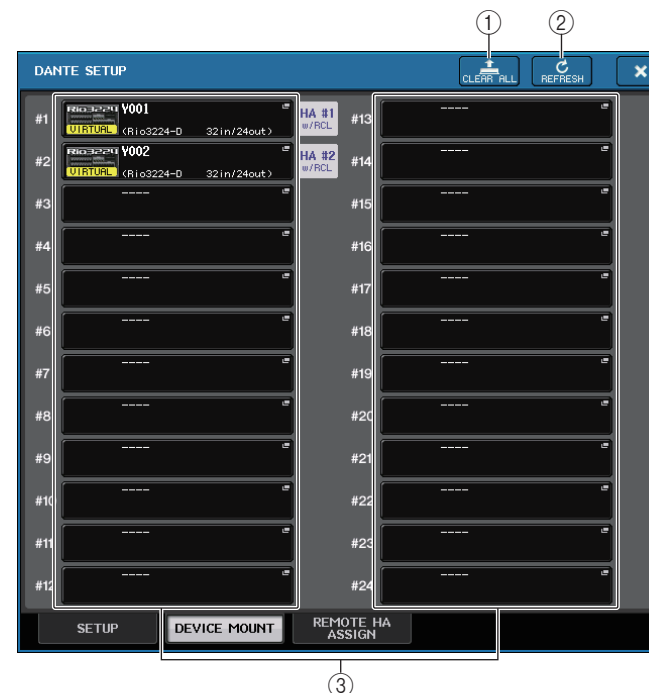 ① ②
DANTE SETUP
CLEAR ALL
REFRESH
×
#1 Rio3224 Y001
VIRTUAL (Rio3224-D 32in/24out)
HA #1
w/RCL
#2 Rio3224 Y002
VIRTUAL (Rio3224-D 32in/24out)
HA #2
w/RCL
#3 ----
#4 ----
#5 ----
#6 ----
#7 ----
#8 ----
#9 ----
#10 ----
#11 ----
#12 ----
#13 ----
#14 ----
#15 ----
#16 ----
#17 ----
#18 ----
#19 ----
#20 ----
#21 ----
#22 ----
#23 ----
#24 ----
SETUP
DEVICE MOUNT
REMOTE HA
ASSIGN
③